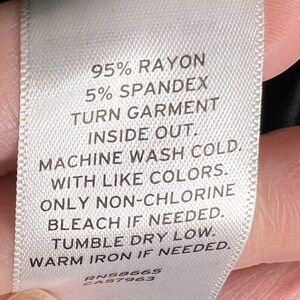 95% RAYON
5% SPANDEX
TURN GARMENT
INSIDE OUT.
MACHINE WASH COLD.
WITH LIKE COLORS.
ONLY NON-CHLORINE
BLEACH IF NEEDED.
TUMBLE DRY LOW.
WARM IRON IF NEEDED.
RN58665
CA57963